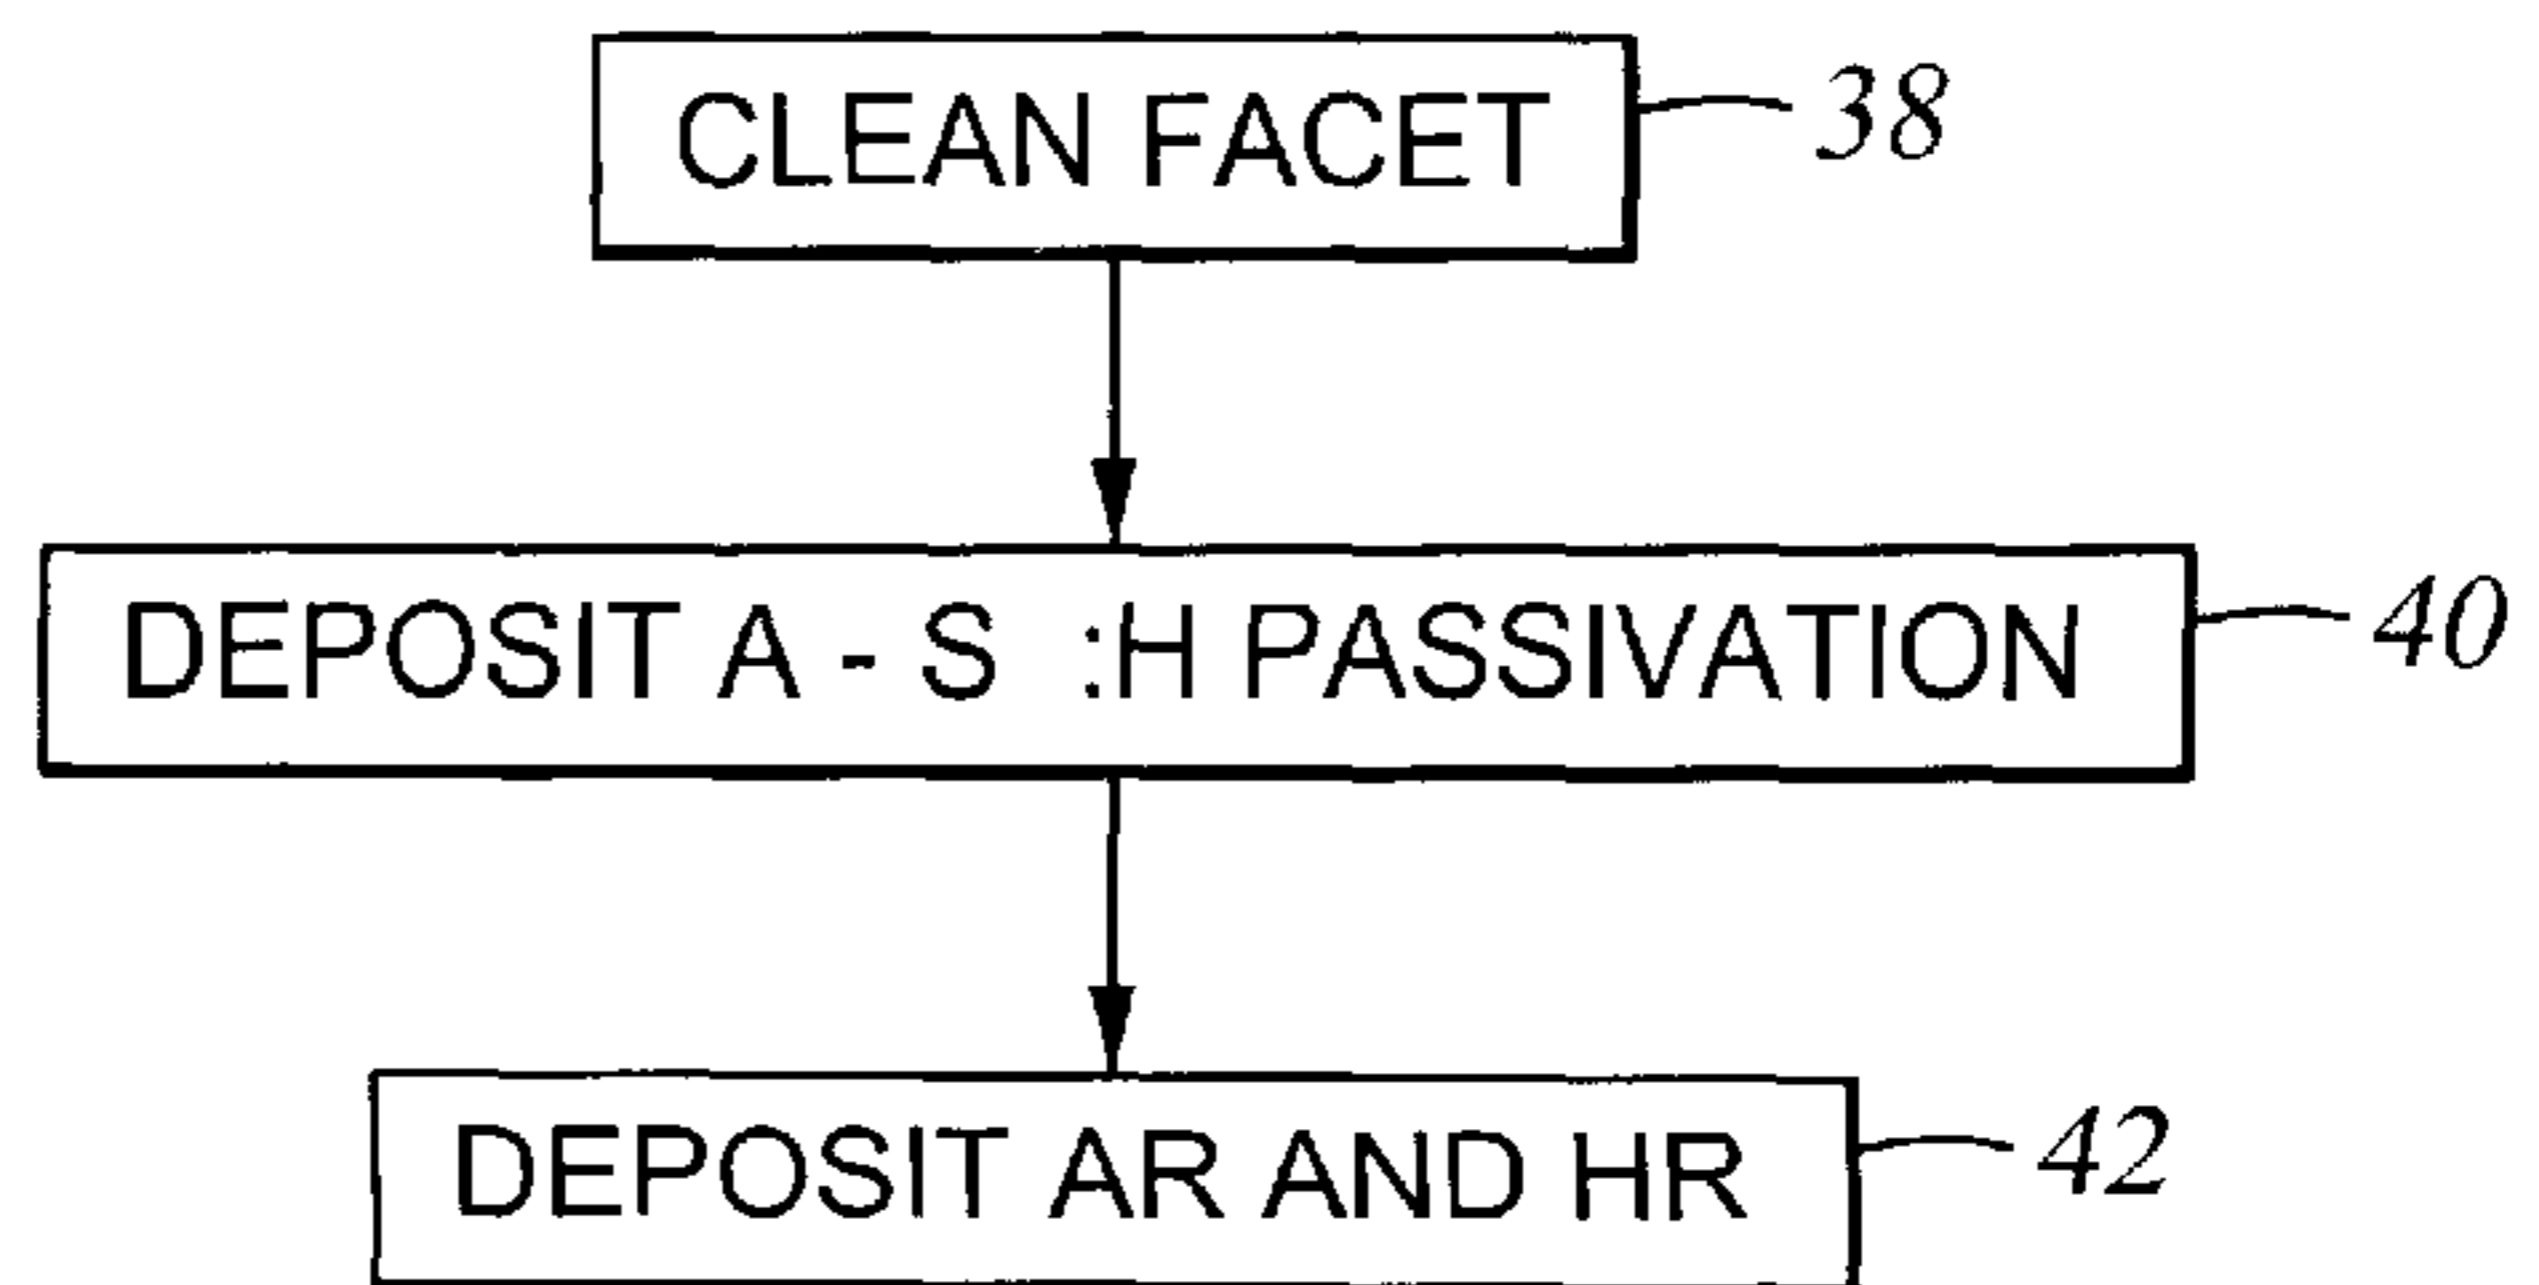 CLEAN FACET 38
DEPOSIT A - S :H PASSIVATION 40
DEPOSIT AR AND HR 42